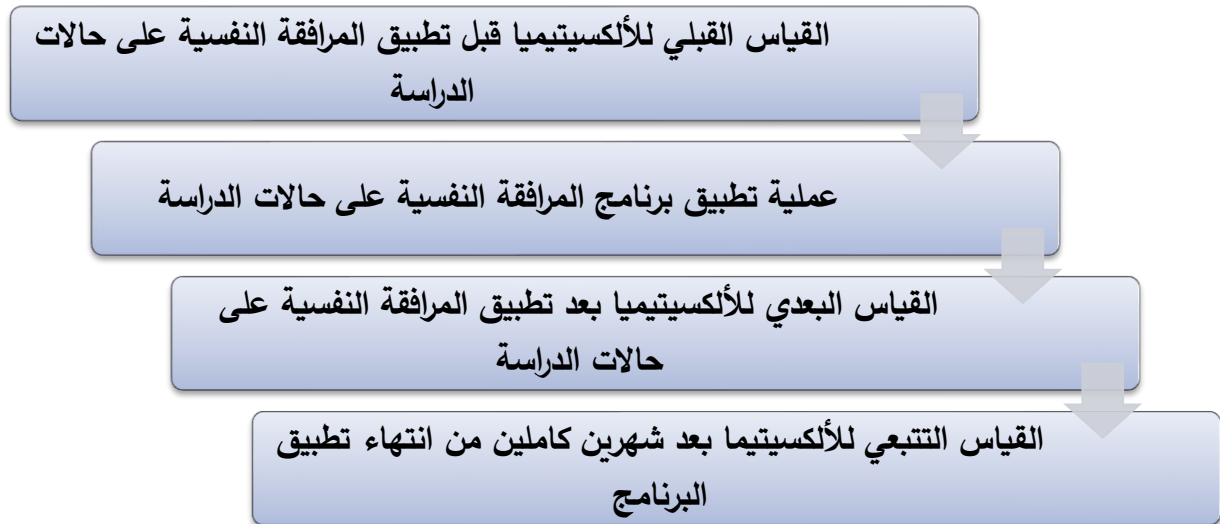 القياس القبلي للألكسيتيميا قبل تطبيق المرافقة النفسية على حالات
الدراسة
عملية تطبيق برنامج المرافقة النفسية على حالات الدراسة
القياس البعدي للألكسيتيميا بعد تطبيق المرافقة النفسية على
حالات الدراسة
القياس التتبعي للألكسيتيما بعد شهرين كاملين من انتهاء تطبيق
البرنامج